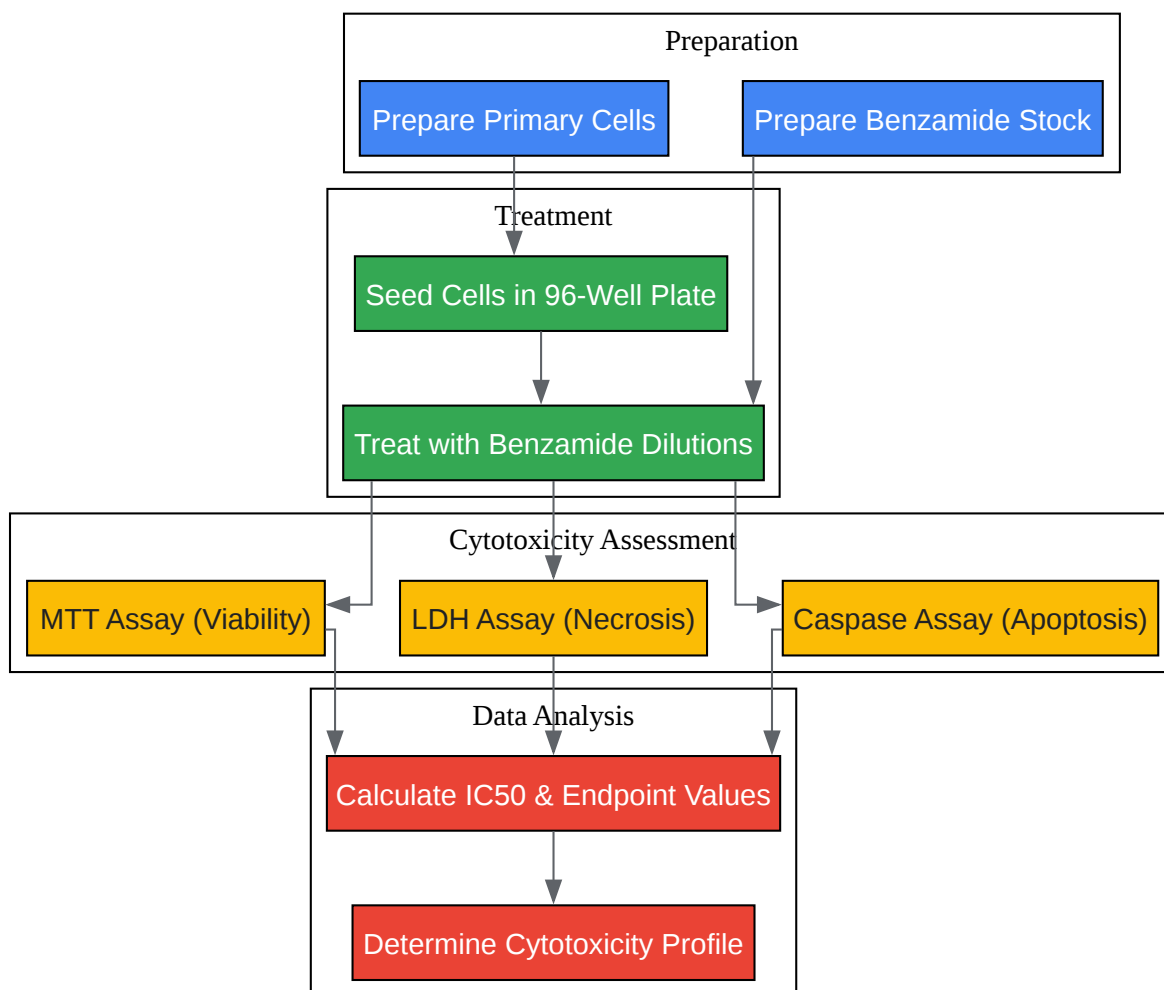 Preparation
Prepare Primary Cells
Prepare Benzamide Stock
Treatment
Seed Cells in 96-Well Plate
Treat with Benzamide Dilutions
Cytotoxicity Assessment
MTT Assay (Viability)
LDH Assay (Necrosis)
Caspase Assay (Apoptosis)
Data Analysis
Calculate IC50 & Endpoint Values
Determine Cytotoxicity Profile